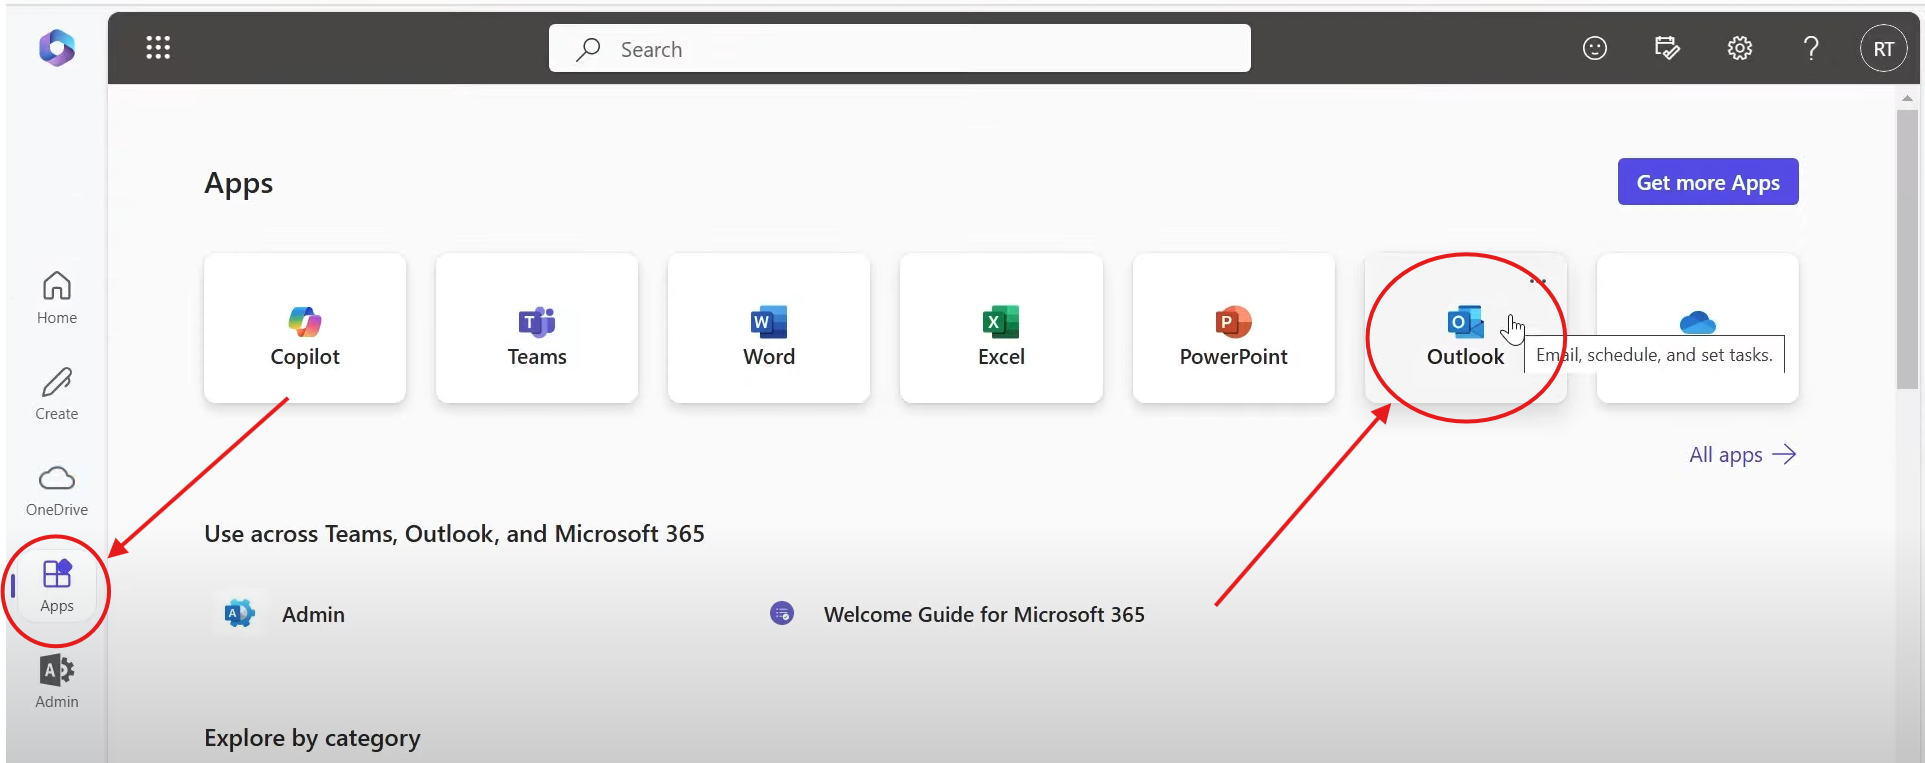 Search
RT
Apps
Get more Apps
Home
Create
OneDrive
Apps
Admin
Copilot
Teams
Word
Excel
PowerPoint
Outlook
Email, schedule, and set tasks.
All apps
Use across Teams, Outlook, and Microsoft 365
Admin
Welcome Guide for Microsoft 365
Explore by category